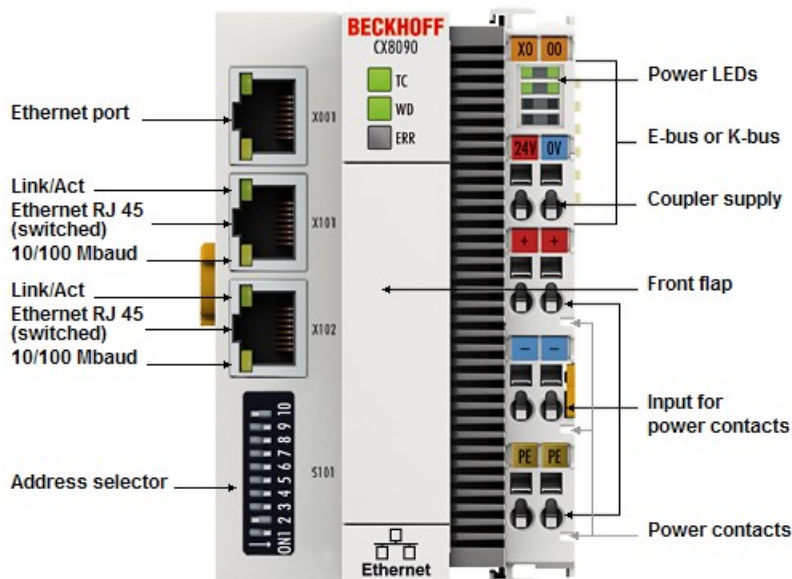 BECKHOFF
CX8090
TC
WD
ERR
X0 00
Power LEDs
E-bus or K-bus
24V 0V
Coupler supply
+ +
Front flap
− −
Input for
power contacts
PE PE
Power contacts
Ethernet port
X001
Link/Act
Ethernet RJ 45
(switched)
10/100 Mbaud
X101
Link/Act
Ethernet RJ 45
(switched)
10/100 Mbaud
X102
Address selector
S101
ON1 2 3 4 5 6 7 8 9 10
Ethernet